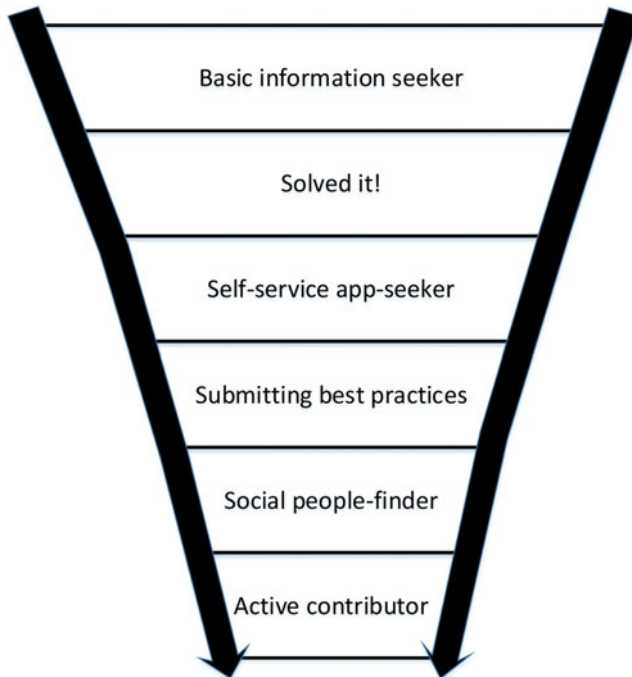 Basic information seeker
Solved it!
Self-service app-seeker
Submitting best practices
Social people-finder
Active contributor